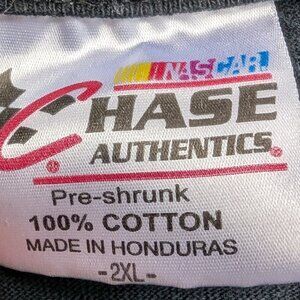 NASCAR
CHASE
AUTHENTICS®
Pre-shrunk
100% COTTON
MADE IN HONDURAS
-2XL-